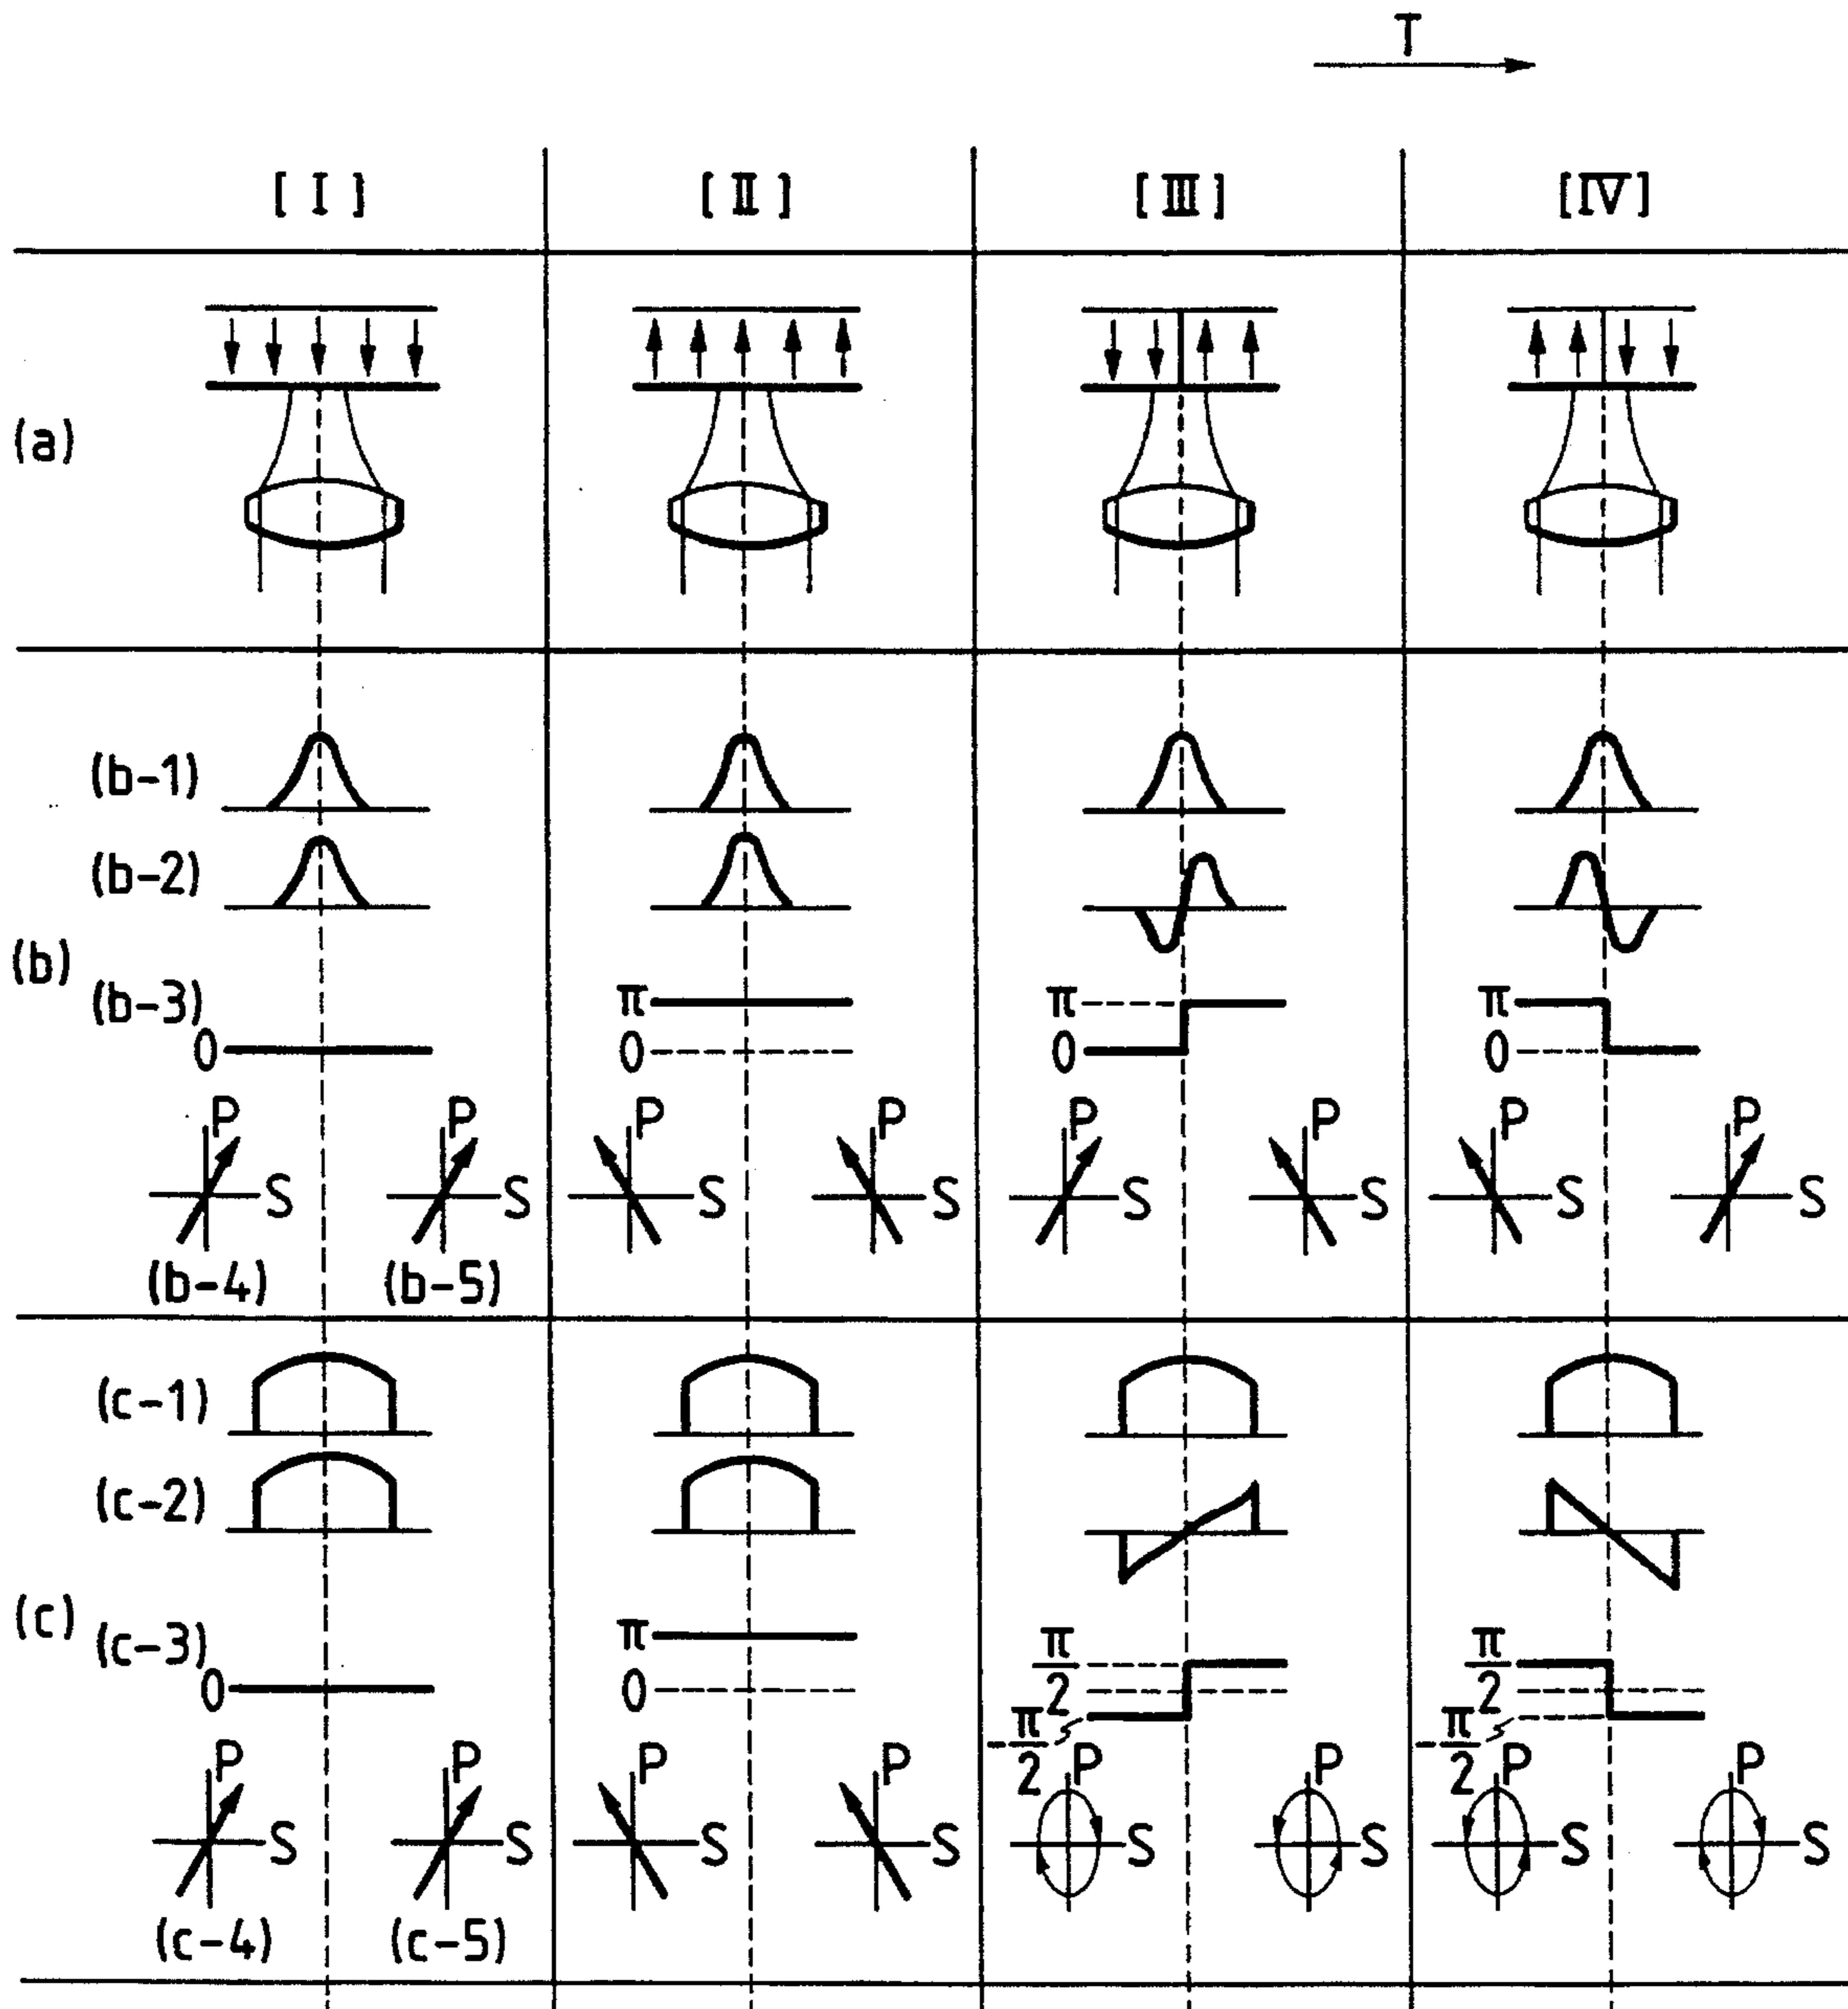 T
[ I ] [ II ] [ III ] [ IV ]
(a)
(b-1)
(b-2)
(b)
(b-3) 0 π 0 π 0 π 0
P P P P P P P P
S S S S S S S S
(b-4) (b-5)
(c-1)
(c-2)
(c)
(c-3) 0 π 0 π/2 -π/2 π/2 -π/2
P P P P P P P P
S S S S S S S S
(c-4) (c-5)